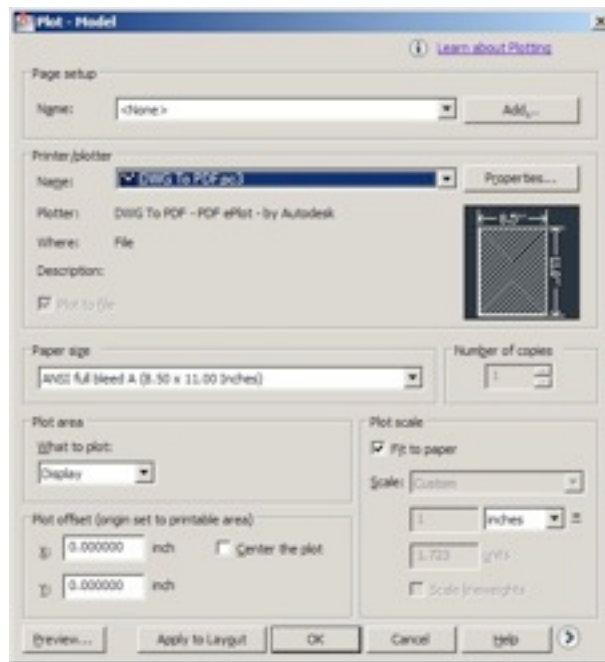 Plot - Model
Learn about Plotting
Page setup
Name: <None> Add...
Printer/plotter
Name: DWG To PDF.pc3 Properties...
Plotter: DWG To PDF - PDF ePlot - by Autodesk
Where: File
Description:
Plot to file
8.5"
11.0"
Paper size
ANSI full bleed A (8.50 x 11.00 Inches)
Number of copies
1
Plot area
What to plot:
Display
Plot scale
Fit to paper
Scale: Custom
1 inches =
1.723 units
Scale lineweights
Plot offset (origin set to printable area)
X: 0.000000 inch Center the plot
Y: 0.000000 inch
Preview... Apply to Layout OK Cancel Help